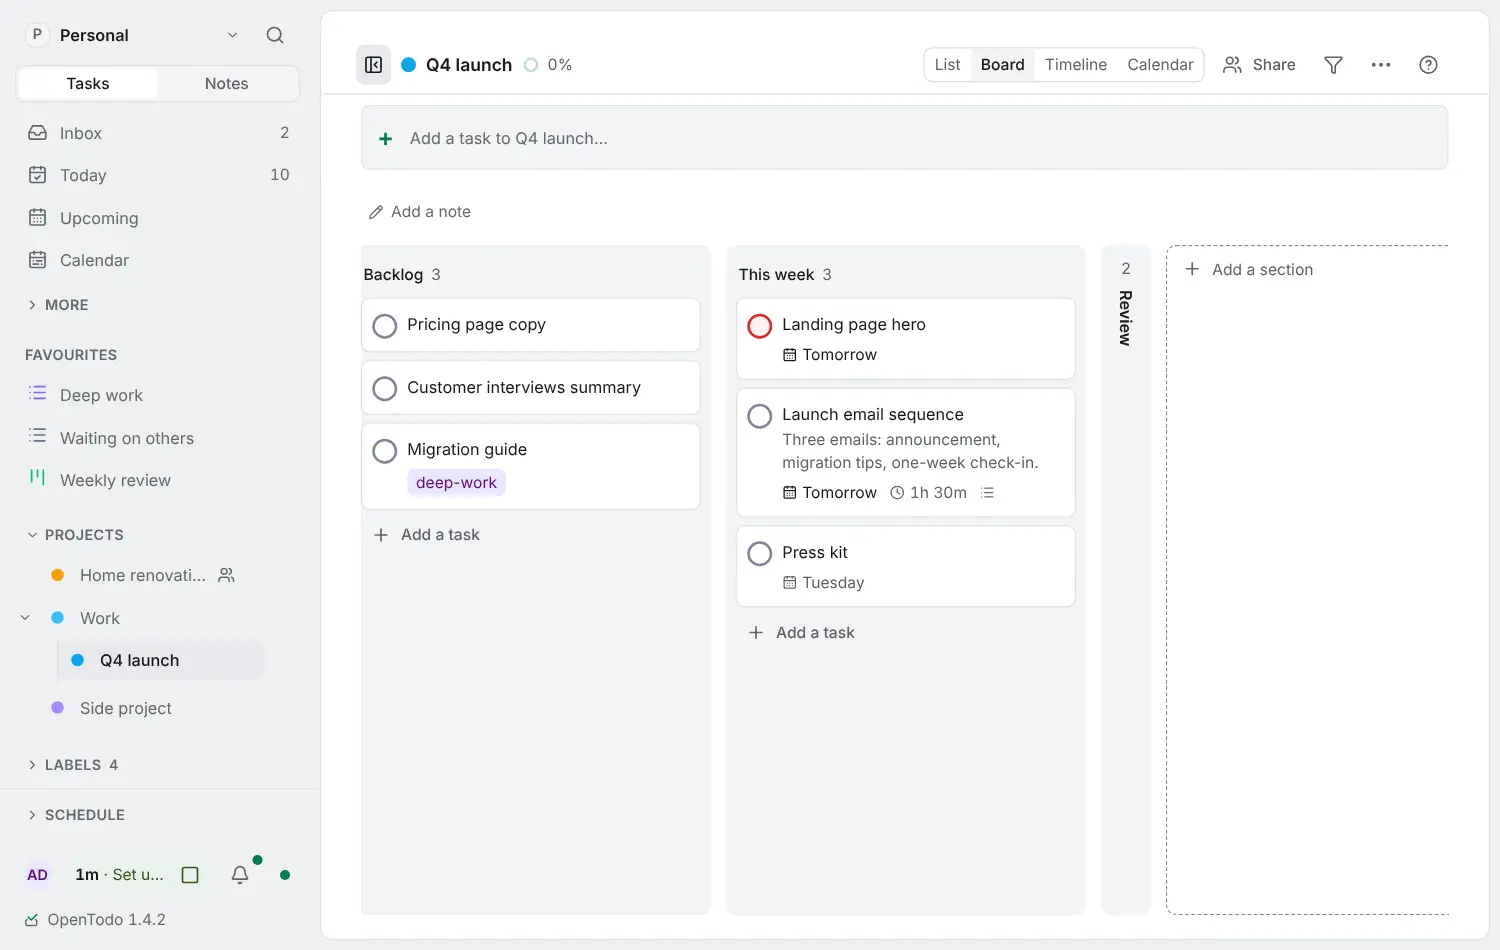 P Personal
Tasks
Notes
Inbox 2
Today 10
Upcoming
Calendar
MORE
FAVOURITES
Deep work
Waiting on others
Weekly review
PROJECTS
Home renovati...
Work
Q4 launch
Side project
LABELS 4
SCHEDULE
AD 1m · Set u...
OpenTodo 1.4.2
Q4 launch 0%
List Board Timeline Calendar Share
Add a task to Q4 launch...
Add a note
Backlog 3
Pricing page copy
Customer interviews summary
Migration guide
deep-work
Add a task
This week 3
Landing page hero
Tomorrow
Launch email sequence
Three emails: announcement,
migration tips, one-week check-in.
Tomorrow 1h 30m
Press kit
Tuesday
Add a task
2
Review
Add a section